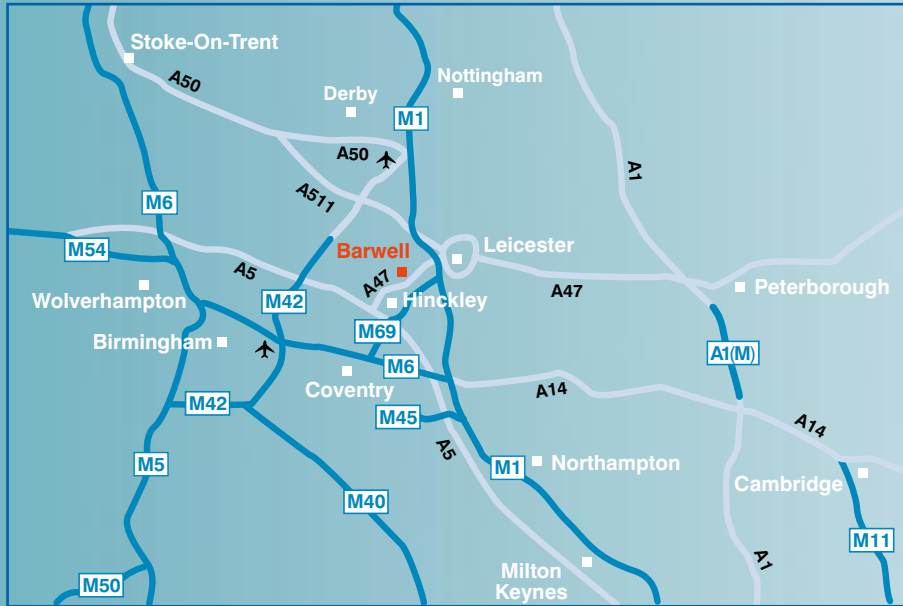 Stoke-On-Trent
A50
Nottingham
Derby
M1
A50
A1
A511
M6
M54
Leicester
Barwell
A5
A47
Wolverhampton
M42
Hinckley
A47
Peterborough
M69
Birmingham
M6
A1(M)
Coventry
A14
M42
M45
A14
A5
M5
M1
Northampton
Cambridge
M40
M11
A1
Milton
Keynes
M50